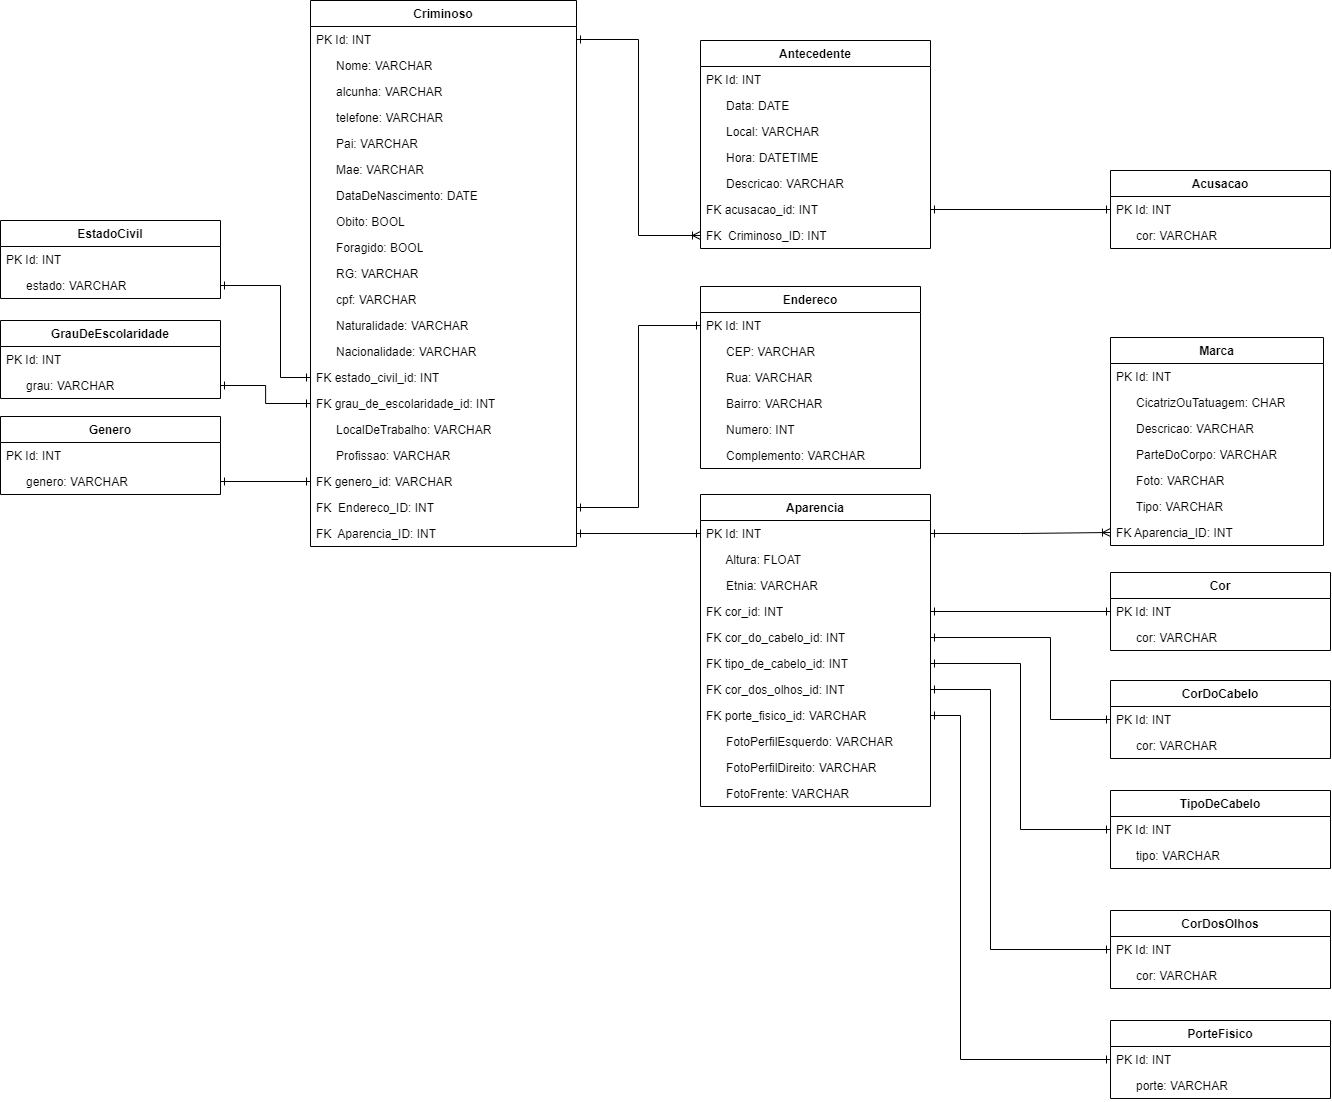 Criminoso
PK Id: INT
Nome: VARCHAR
alcunha: VARCHAR
telefone: VARCHAR
Pai: VARCHAR
Mae: VARCHAR
DataDeNascimento: DATE
Obito: BOOL
Foragido: BOOL
RG: VARCHAR
cpf: VARCHAR
Naturalidade: VARCHAR
Nacionalidade: VARCHAR
FK estado_civil_id: INT
FK grau_de_escolaridade_id: INT
LocalDeTrabalho: VARCHAR
Profissao: VARCHAR
FK genero_id: VARCHAR
FK Endereco_ID: INT
FK Aparencia_ID: INT
EstadoCivil
PK Id: INT
estado: VARCHAR
GrauDeEscolaridade
PK Id: INT
grau: VARCHAR
Genero
PK Id: INT
genero: VARCHAR
Antecedente
PK Id: INT
Data: DATE
Local: VARCHAR
Hora: DATETIME
Descricao: VARCHAR
FK acusacao_id: INT
FK Criminoso_ID: INT
Endereco
PK Id: INT
CEP: VARCHAR
Rua: VARCHAR
Bairro: VARCHAR
Numero: INT
Complemento: VARCHAR
Aparencia
PK Id: INT
Altura: FLOAT
Etnia: VARCHAR
FK cor_id: INT
FK cor_do_cabelo_id: INT
FK tipo_de_cabelo_id: INT
FK cor_dos_olhos_id: INT
FK porte_fisico_id: VARCHAR
FotoPerfilEsquerdo: VARCHAR
FotoPerfilDireito: VARCHAR
FotoFrente: VARCHAR
Acusacao
PK Id: INT
cor: VARCHAR
Marca
PK Id: INT
CicatrizOuTatuagem: CHAR
Descricao: VARCHAR
ParteDoCorpo: VARCHAR
Foto: VARCHAR
Tipo: VARCHAR
FK Aparencia_ID: INT
Cor
PK Id: INT
cor: VARCHAR
CorDoCabelo
PK Id: INT
cor: VARCHAR
TipoDeCabelo
PK Id: INT
tipo: VARCHAR
CorDosOlhos
PK Id: INT
cor: VARCHAR
PorteFisico
PK Id: INT
porte: VARCHAR